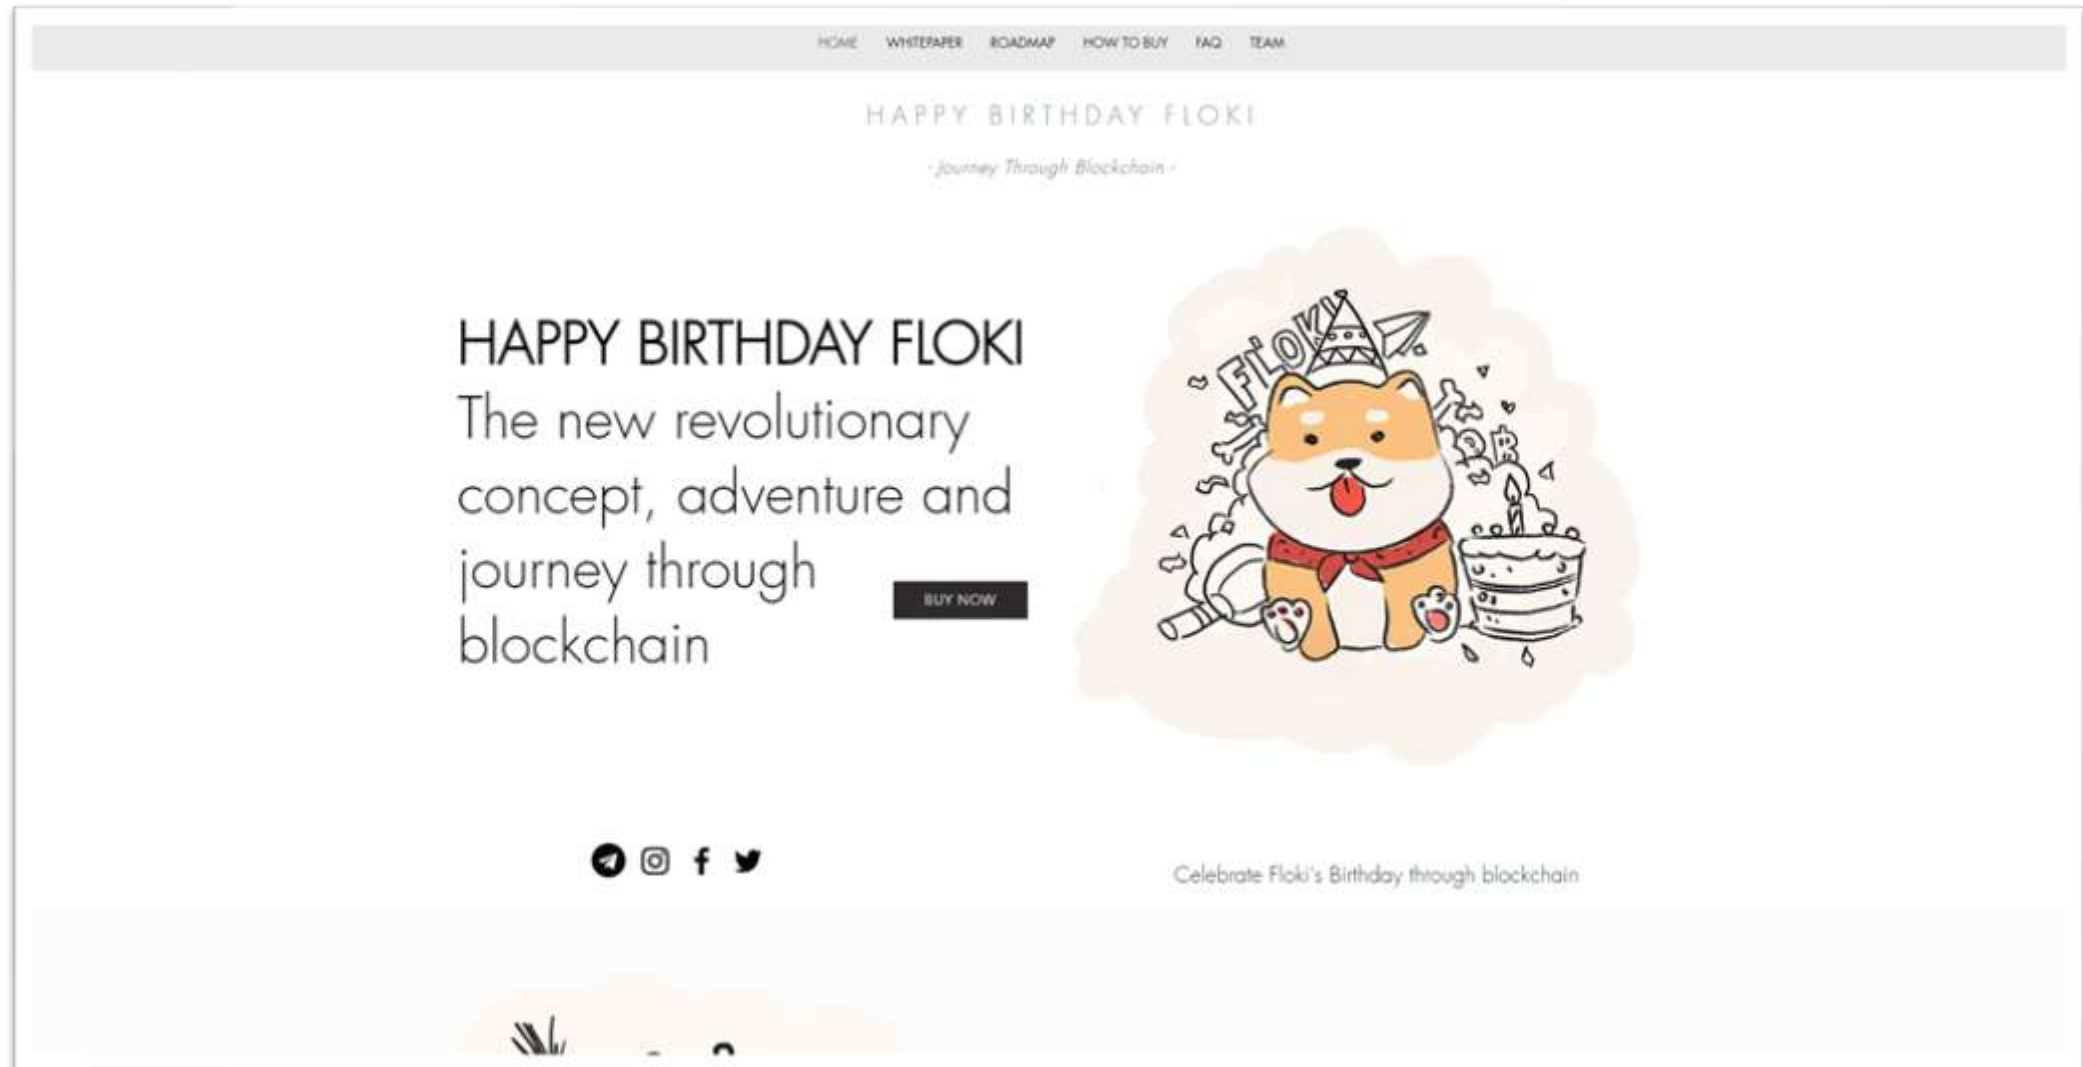 HOME WHITEPAPER ROADMAP HOW TO BUY FAQ TEAM
HAPPY BIRTHDAY FLOKI
- Journey Through Blockchain -
HAPPY BIRTHDAY FLOKI
The new revolutionary
concept, adventure and
journey through
blockchain
BUY NOW
FLOKI
Celebrate Floki's Birthday through blockchain